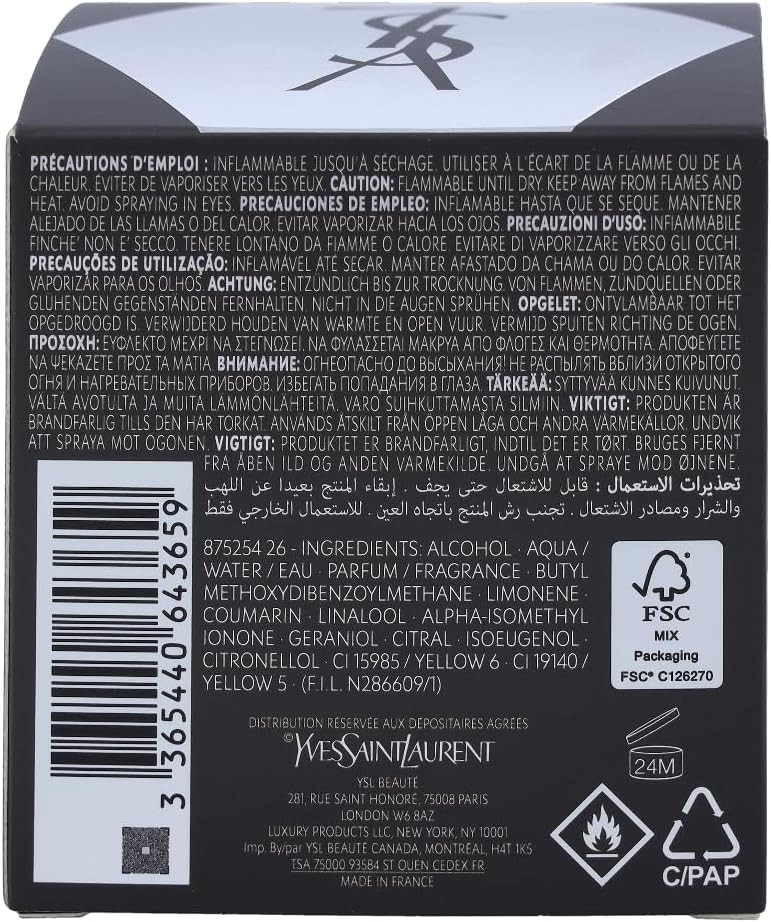 YSL
PRÉCAUTIONS D'EMPLOI : INFLAMMABLE JUSQU'À SÉCHAGE. UTILISER À L'ÉCART DE LA FLAMME OU DE LA
CHALEUR. ÉVITER DE VAPORISER VERS LES YEUX. CAUTION: FLAMMABLE UNTIL DRY. KEEP AWAY FROM FLAMES AND
HEAT. AVOID SPRAYING IN EYES. PRECAUCIONES DE EMPLEO: INFLAMABLE HASTA QUE SE SEQUE. MANTENER
ALEJADO DE LAS LLAMAS O DEL CALOR. EVITAR VAPORIZAR HACIA LOS OJOS. PRECAUZIONI D'USO: INFIAMMABILE
FINCHE' NON E' SECCO. TENERE LONTANO DA FIAMME O CALORE. EVITARE DI VAPORIZZARE VERSO GLI OCCHI.
PRECAUÇÕES DE UTILIZAÇÃO: INFLAMÁVEL ATÉ SECAR. MANTER AFASTADO DA CHAMA OU DO CALOR. EVITAR
VAPORIZAR PARA OS OLHOS. ACHTUNG: ENTZÜNDLICH BIS ZUR TROCKNUNG. VON FLAMMEN, ZÜNDQUELLEN ODER
GLÜHENDEN GEGENSTÄNDEN FERNHALTEN. NICHT IN DIE AUGEN SPRÜHEN. OPGELET: ONTVLAMBAAR TOT HET
OPGEDROOGD IS. VERWIJDERD HOUDEN VAN WARMTE EN OPEN VUUR. VERMIJD SPUITEN RICHTING DE OGEN.
ΠΡΟΣΟΧΗ: ΕΥΦΛΕΚΤΟ ΜΕΧΡΙ ΝΑ ΣΤΕΓΝΩΣΕΙ. ΝΑ ΦΥΛΑΣΣΕΤΑΙ ΜΑΚΡΥΑ ΑΠΟ ΦΛΟΓΕΣ ΚΑΙ ΘΕΡΜΟΤΗΤΑ. ΑΠΟΦΕΥΓΕΤΕ
ΝΑ ΨΕΚΑΖΕΤΕ ΠΡΟΣ ΤΑ ΜΑΤΙΑ. ВНИМАНИЕ: ОГНЕОПАСНО ДО ВЫСЫХАНИЯ! НЕ РАСПЫЛЯТЬ ВБЛИЗИ ОТКРЫТОГО
ОГНЯ И НАГРЕВАТЕЛЬНЫХ ПРИБОРОВ. ИЗБЕГАТЬ ПОПАДАНИЯ В ГЛАЗА. TÄRKEÄÄ: SYTTYVÄÄ KUNNES KUIVUNUT.
VÄLTÄ AVOTULTA JA MUITA LÄMMÖNLÄHTEITÄ. VARO SUIHKUTTAMASTA SILMIIN. VIKTIGT: PRODUKTEN ÄR
BRANDFARLIG TILLS DEN HAR TORKAT. ANVÄNDS ÅTSKILT FRÅN ÖPPEN LÅGA OCH ANDRA VÄRMEKÄLLOR. UNDVIK
ATT SPRAYA MOT ÖGONEN. VIGTIGT: PRODUKTET ER BRANDFARLIGT, INDTIL DET ER TØRT. BRUGES FJERNT
FRA ÅBEN ILD OG ANDEN VARMEKILDE. UNDGÅ AT SPRAYE MOD ØJNENE.
تحذيرات الاستعمال : قابل للاشتعال حتى يجف . إبقاء المنتج بعيدا عن اللهب
والشرار ومصادر الاشتعال . تجنب رش المنتج باتجاه العين . للاستعمال الخارجي فقط
3 365440 643659
875254 26 - INGREDIENTS: ALCOHOL · AQUA /
WATER / EAU · PARFUM / FRAGRANCE · BUTYL
METHOXYDIBENZOYLMETHANE · LIMONENE ·
COUMARIN · LINALOOL · ALPHA-ISOMETHYL
IONONE · GERANIOL · CITRAL · ISOEUGENOL ·
CITRONELLOL · CI 15985 / YELLOW 6 · CI 19140 /
YELLOW 5 · (F.I.L. N286609/1)
FSC
MIX
Packaging
FSC® C126270
DISTRIBUTION RÉSERVÉE AUX DÉPOSITAIRES AGRÉÉS
©YVESSAINTLAURENT
YSL BEAUTÉ
281, RUE SAINT HONORÉ, 75008 PARIS
LONDON W6 8AZ
LUXURY PRODUCTS LLC, NEW YORK, NY 10001
Imp. By/par YSL BEAUTÉ CANADA, MONTRÉAL, H4T 1K5
TSA 75000 93584 ST OUEN CEDEX FR
MADE IN FRANCE
24M
C/PAP